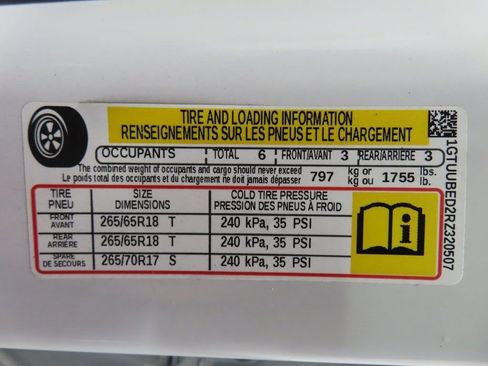 TIRE AND LOADING INFORMATION
RENSEIGNEMENTS SUR LES PNEUS ET LE CHARGEMENT
OCCUPANTS TOTAL 6 FRONT/AVANT 3 REAR/ARRIÈRE 3
The combined weight of occupants and cargo should never exceed
Le poids total des occupants et du chargement ne doit jamais dépasser 797 kg or kg ou 1755 lbs. lb.
TIRE PNEU SIZE DIMENSIONS COLD TIRE PRESSURE PRESSION DES PNEUS À FROID
FRONT AVANT 265/65R18 T 240 kPa, 35 PSI
REAR ARRIÈRE 265/65R18 T 240 kPa, 35 PSI
SPARE DE SECOURS 265/70R17 S 240 kPa, 35 PSI
1GTUUBED2RZ320507